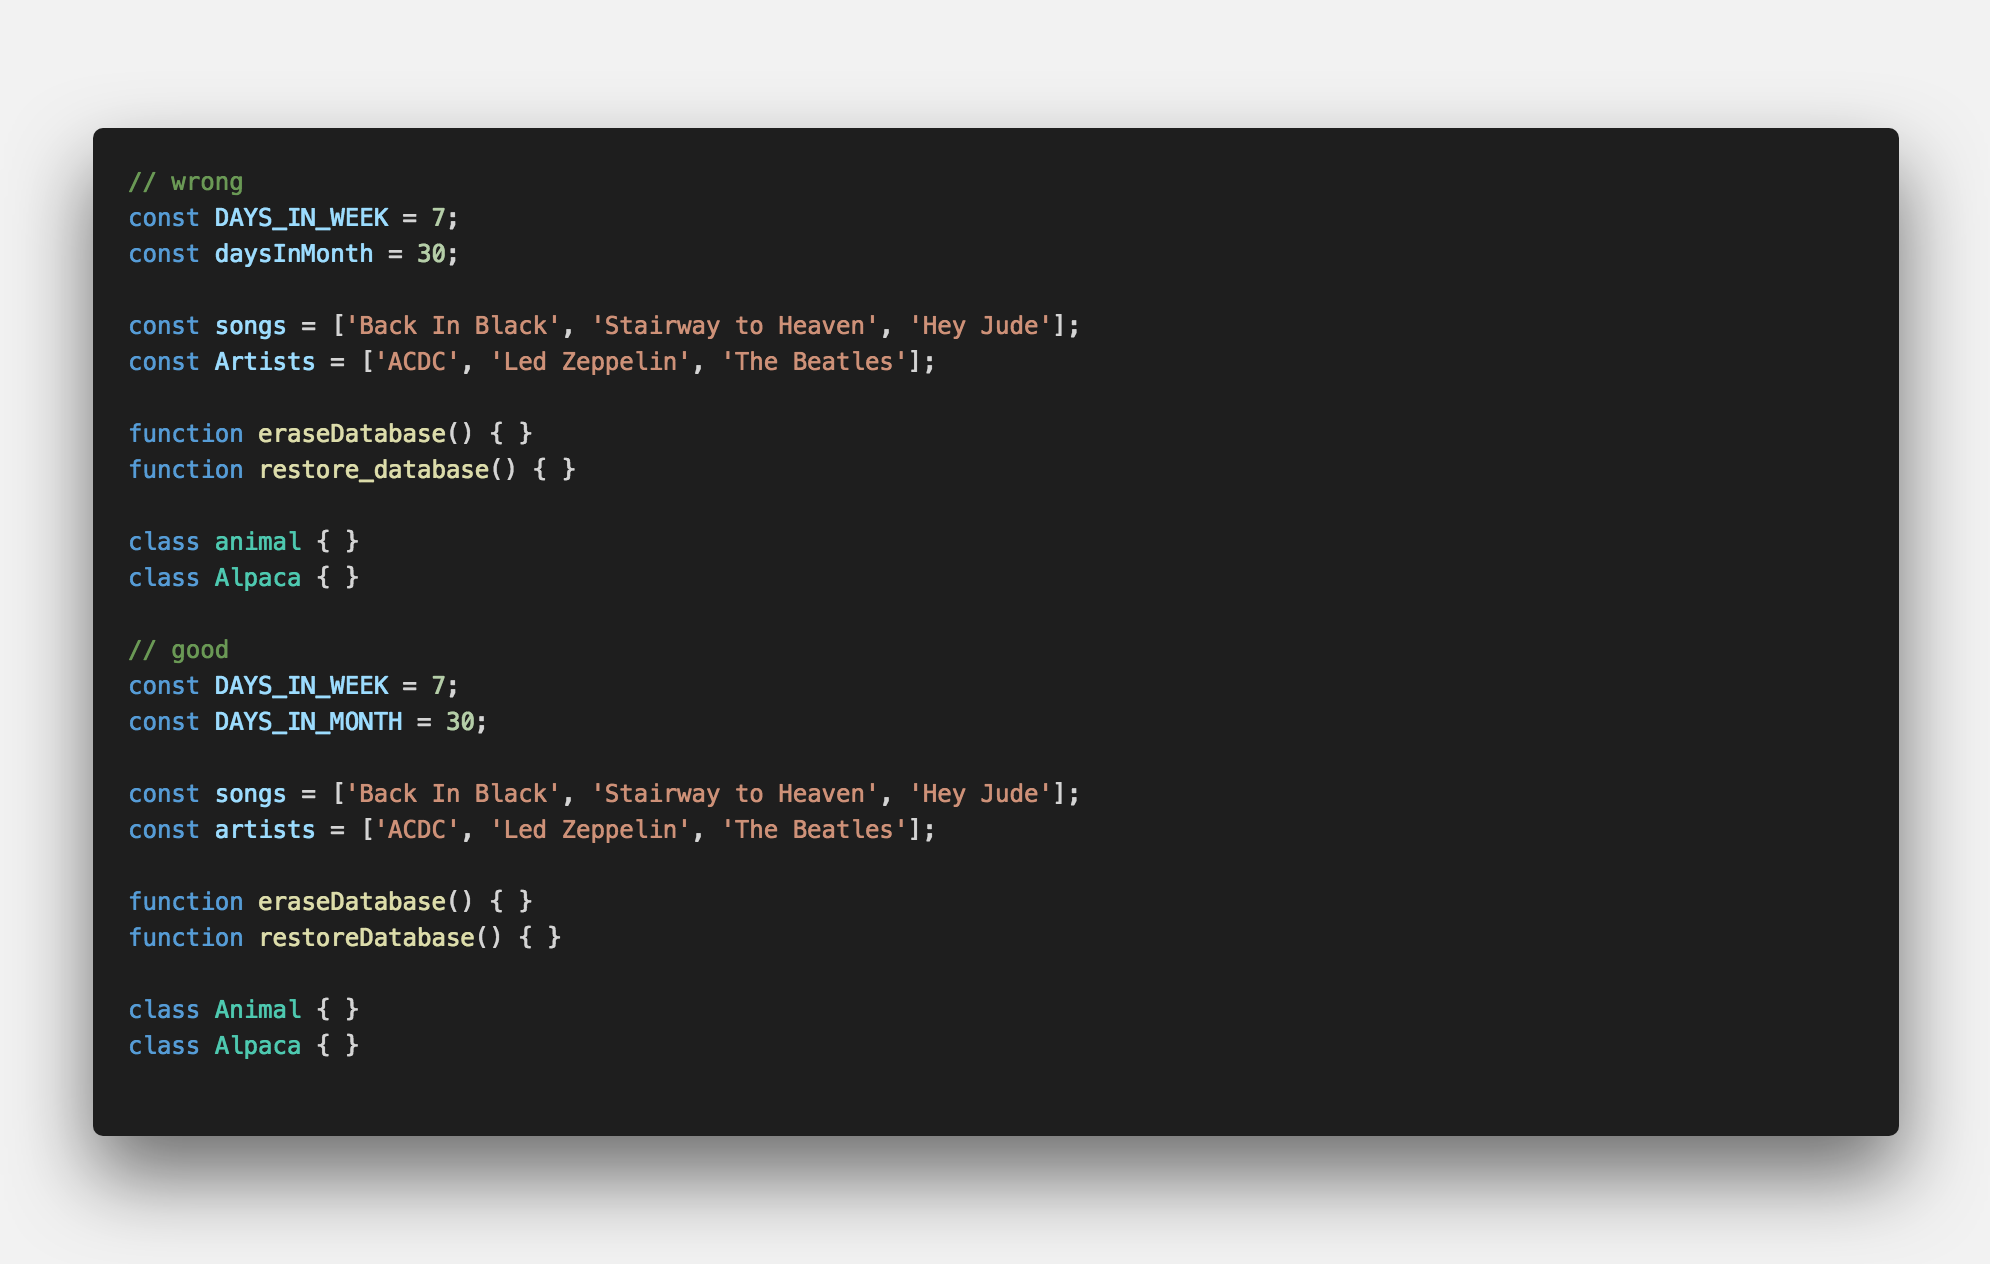 // wrong
const DAYS_IN_WEEK = 7;
const daysInMonth = 30;

const songs = ['Back In Black', 'Stairway to Heaven', 'Hey Jude'];
const Artists = ['ACDC', 'Led Zeppelin', 'The Beatles'];

function eraseDatabase() { }
function restore_database() { }

class animal { }
class Alpaca { }

// good
const DAYS_IN_WEEK = 7;
const DAYS_IN_MONTH = 30;

const songs = ['Back In Black', 'Stairway to Heaven', 'Hey Jude'];
const artists = ['ACDC', 'Led Zeppelin', 'The Beatles'];

function eraseDatabase() { }
function restoreDatabase() { }

class Animal { }
class Alpaca { }